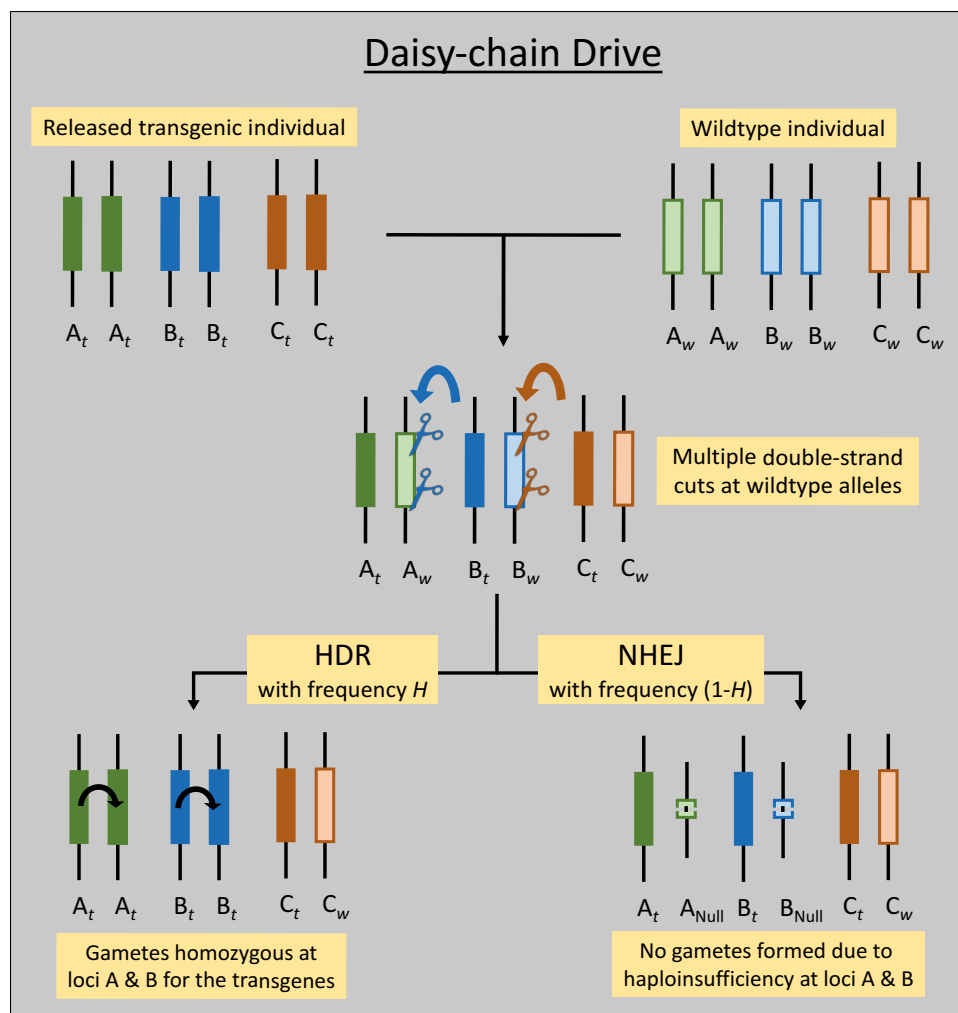 Daisy-chain Drive
Released transgenic individual
Wildtype individual
At At Bt Bt Ct Ct
Aw Aw Bw Bw Cw Cw
Multiple double-strand
cuts at wildtype alleles
At Aw Bt Bw Ct Cw
HDR
with frequency H
NHEJ
with frequency (1-H)
At At Bt Bt Ct Cw
Gametes homozygous at
loci A & B for the transgenes
At ANull Bt BNull Ct Cw
No gametes formed due to
haploinsufficiency at loci A & B